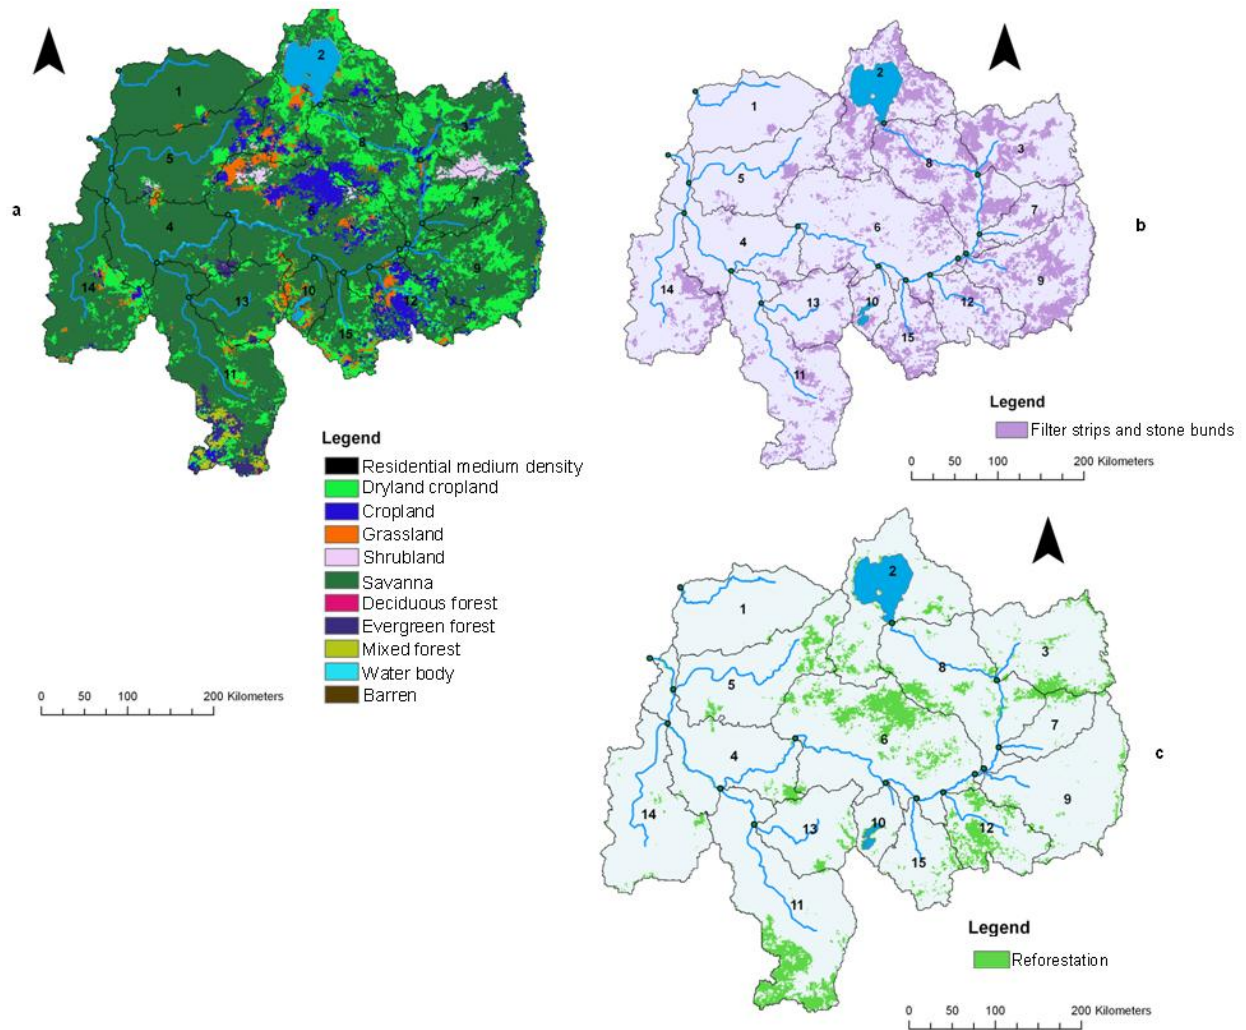 a
1
2
3
4
5
6
7
8
9
10
11
12
13
14
15
Legend
Residential medium density
Dryland cropland
Cropland
Grassland
Shrubland
Savanna
Deciduous forest
Evergreen forest
Mixed forest
Water body
Barren
0 50 100 200 Kilometers
b
1
2
3
4
5
6
7
8
9
10
11
12
13
14
15
Legend
Filter strips and stone bunds
0 50 100 200 Kilometers
c
1
2
3
4
5
6
7
8
9
10
11
12
13
14
15
Legend
Reforestation
0 50 100 200 Kilometers